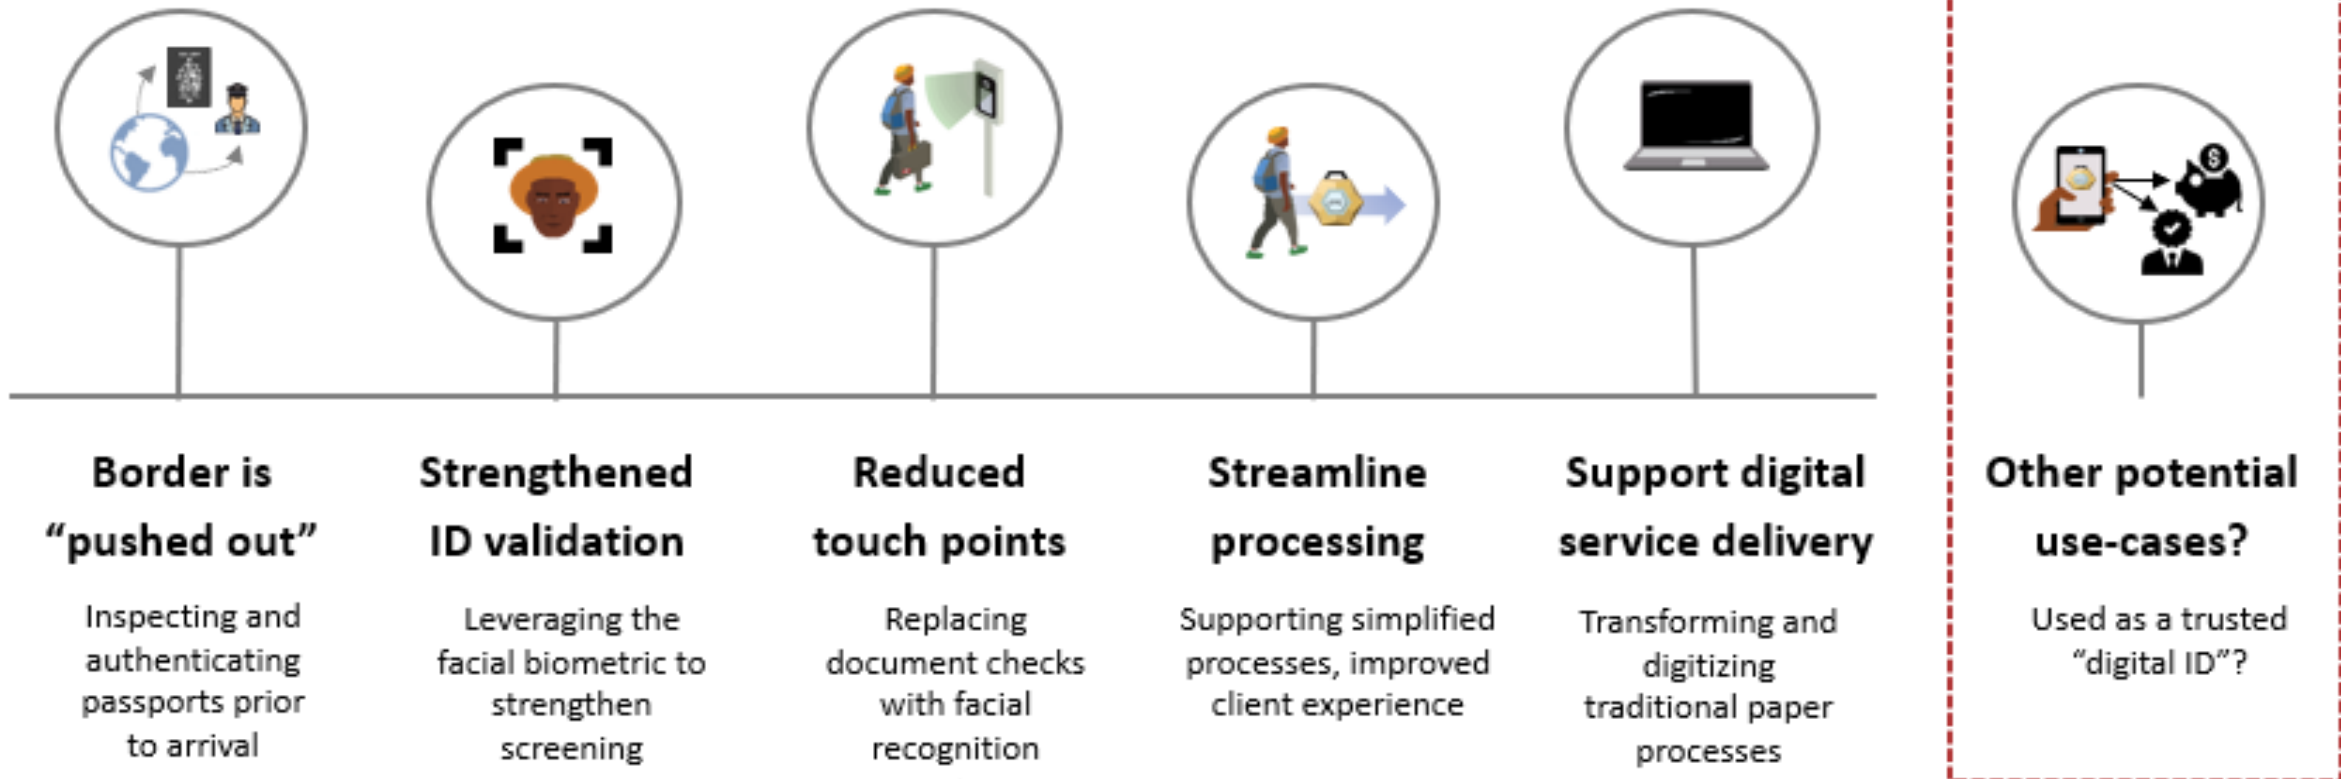 Border is
“pushed out”
Inspecting and
authenticating
passports prior
to arrival
Strengthened
ID validation
Leveraging the
facial biometric to
strengthen
screening
Reduced
touch points
Replacing
document checks
with facial
recognition
Streamline
processing
Supporting simplified
processes, improved
client experience
Support digital
service delivery
Transforming and
digitizing
traditional paper
processes
$
Other potential
use-cases?
Used as a trusted
“digital ID”?